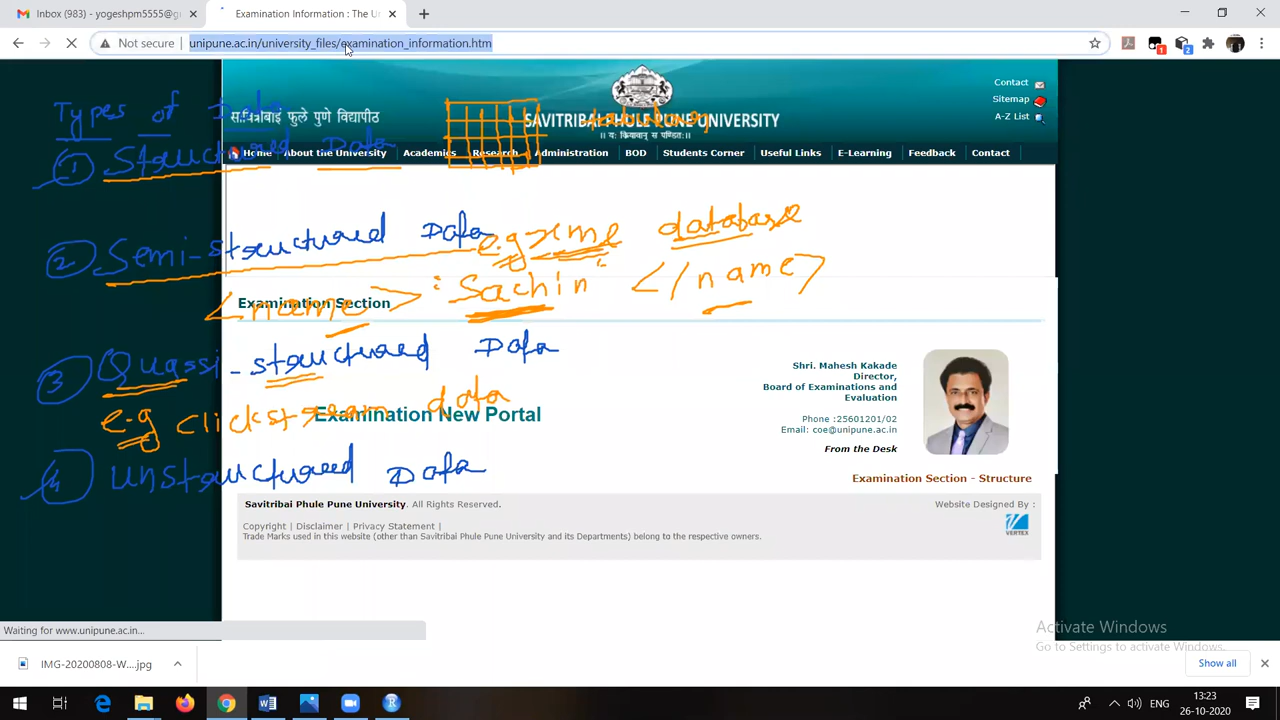 Inbox (983) - yogeshpm5555@g
Examination Information : The U
Not secure
unipune.ac.in/university_files/examination_information.htm
1
2
Contact
Sitemap
A-Z List
Types of Data
सावित्रीबाई फुले पुणे विद्यापीठ
SAVITRIBAI PHULE PUNE UNIVERSITY
॥ यः क्रियावान् स पण्डितः ॥
Home
About the University
Academics
Research
Administration
BOD
Students Corner
Useful Links
E-Learning
Feedback
Contact
① Structured Data
② Semi-structured Data
e.g xml database
<name> : Sachin : </name>
Examination Section
③ Quassi-structured Data
e.g clickstream data
Examination New Portal
④ Unstructured Data
Shri. Mahesh Kakade
Director,
Board of Examinations and
Evaluation
Phone :25601201/02
Email: coe@unipune.ac.in
From the Desk
Examination Section - Structure
Savitribai Phule Pune University. All Rights Reserved.
Website Designed By :
VERTEX
Copyright | Disclaimer | Privacy Statement |
Trade Marks used in this website (other than Savitribai Phule Pune University and its Departments) belong to the respective owners.
Waiting for www.unipune.ac.in...
Activate Windows
Go to Settings to activate Windows.
IMG-20200808-W....jpg
Show all
ENG
13:23
26-10-2020